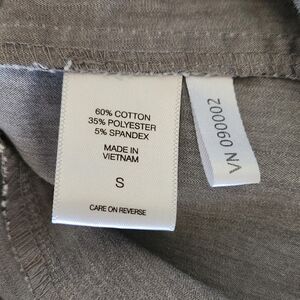 60% COTTON
35% POLYESTER
5% SPANDEX
MADE IN
VIETNAM
S
CARE ON REVERSE
VN 090002